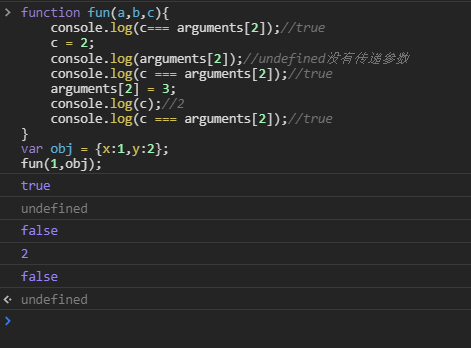 function fun(a,b,c){
console.log(c=== arguments[2]);//true
c = 2;
console.log(arguments[2]);//undefined没有传递参数
console.log(c === arguments[2]);//true
arguments[2] = 3;
console.log(c);//2
console.log(c === arguments[2]);//true
}
var obj = {x:1,y:2};
fun(1,obj);
true
undefined
false
2
false
undefined